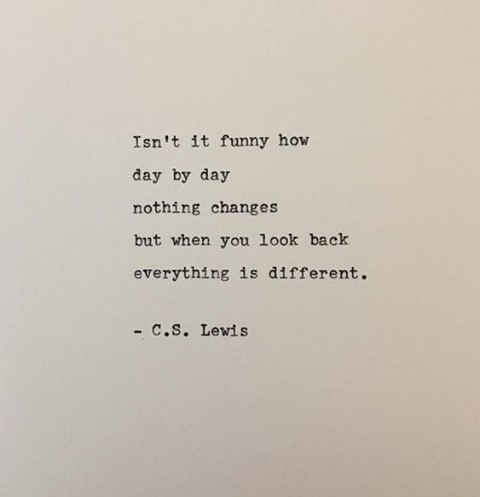 Isn't it funny how
day by day
nothing changes
but when you look back
everything is different.
- C.S. Lewis